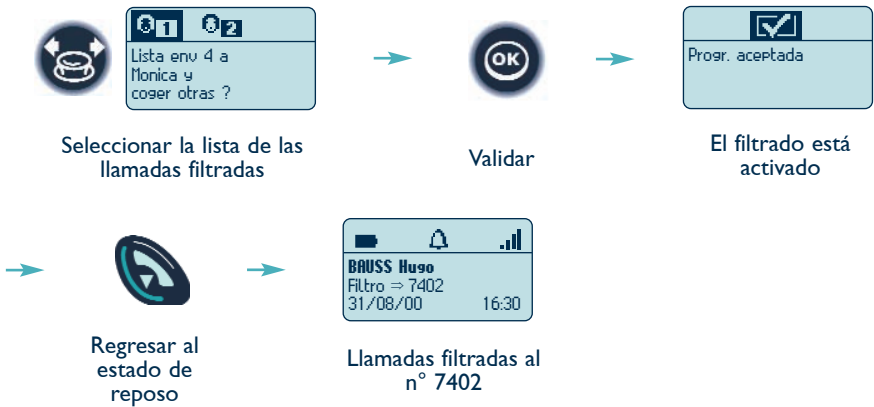 1 2
Lista env 4 a
Monica y
coger otras ?
Seleccionar la lista de las
llamadas filtradas
OK
Validar
Progr. aceptada
El filtrado está
activado
Regresar al
estado de
reposo
BAUSS Hugo
Filtro ⇒ 7402
31/08/00 16:30
Llamadas filtradas al
n° 7402